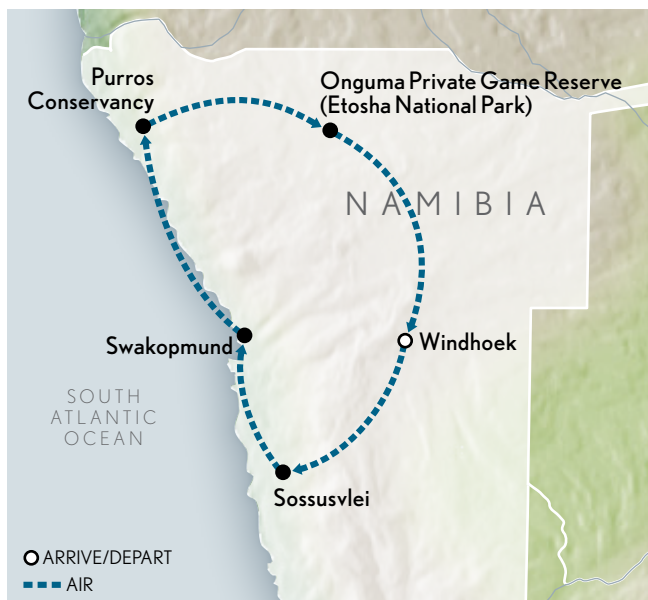 Purros
Conservancy
Onguma Private Game Reserve
(Etosha National Park)
NAMIBIA
Swakopmund
Windhoek
SOUTH
ATLANTIC
OCEAN
Sossusvlei
ARRIVE/DEPART
AIR